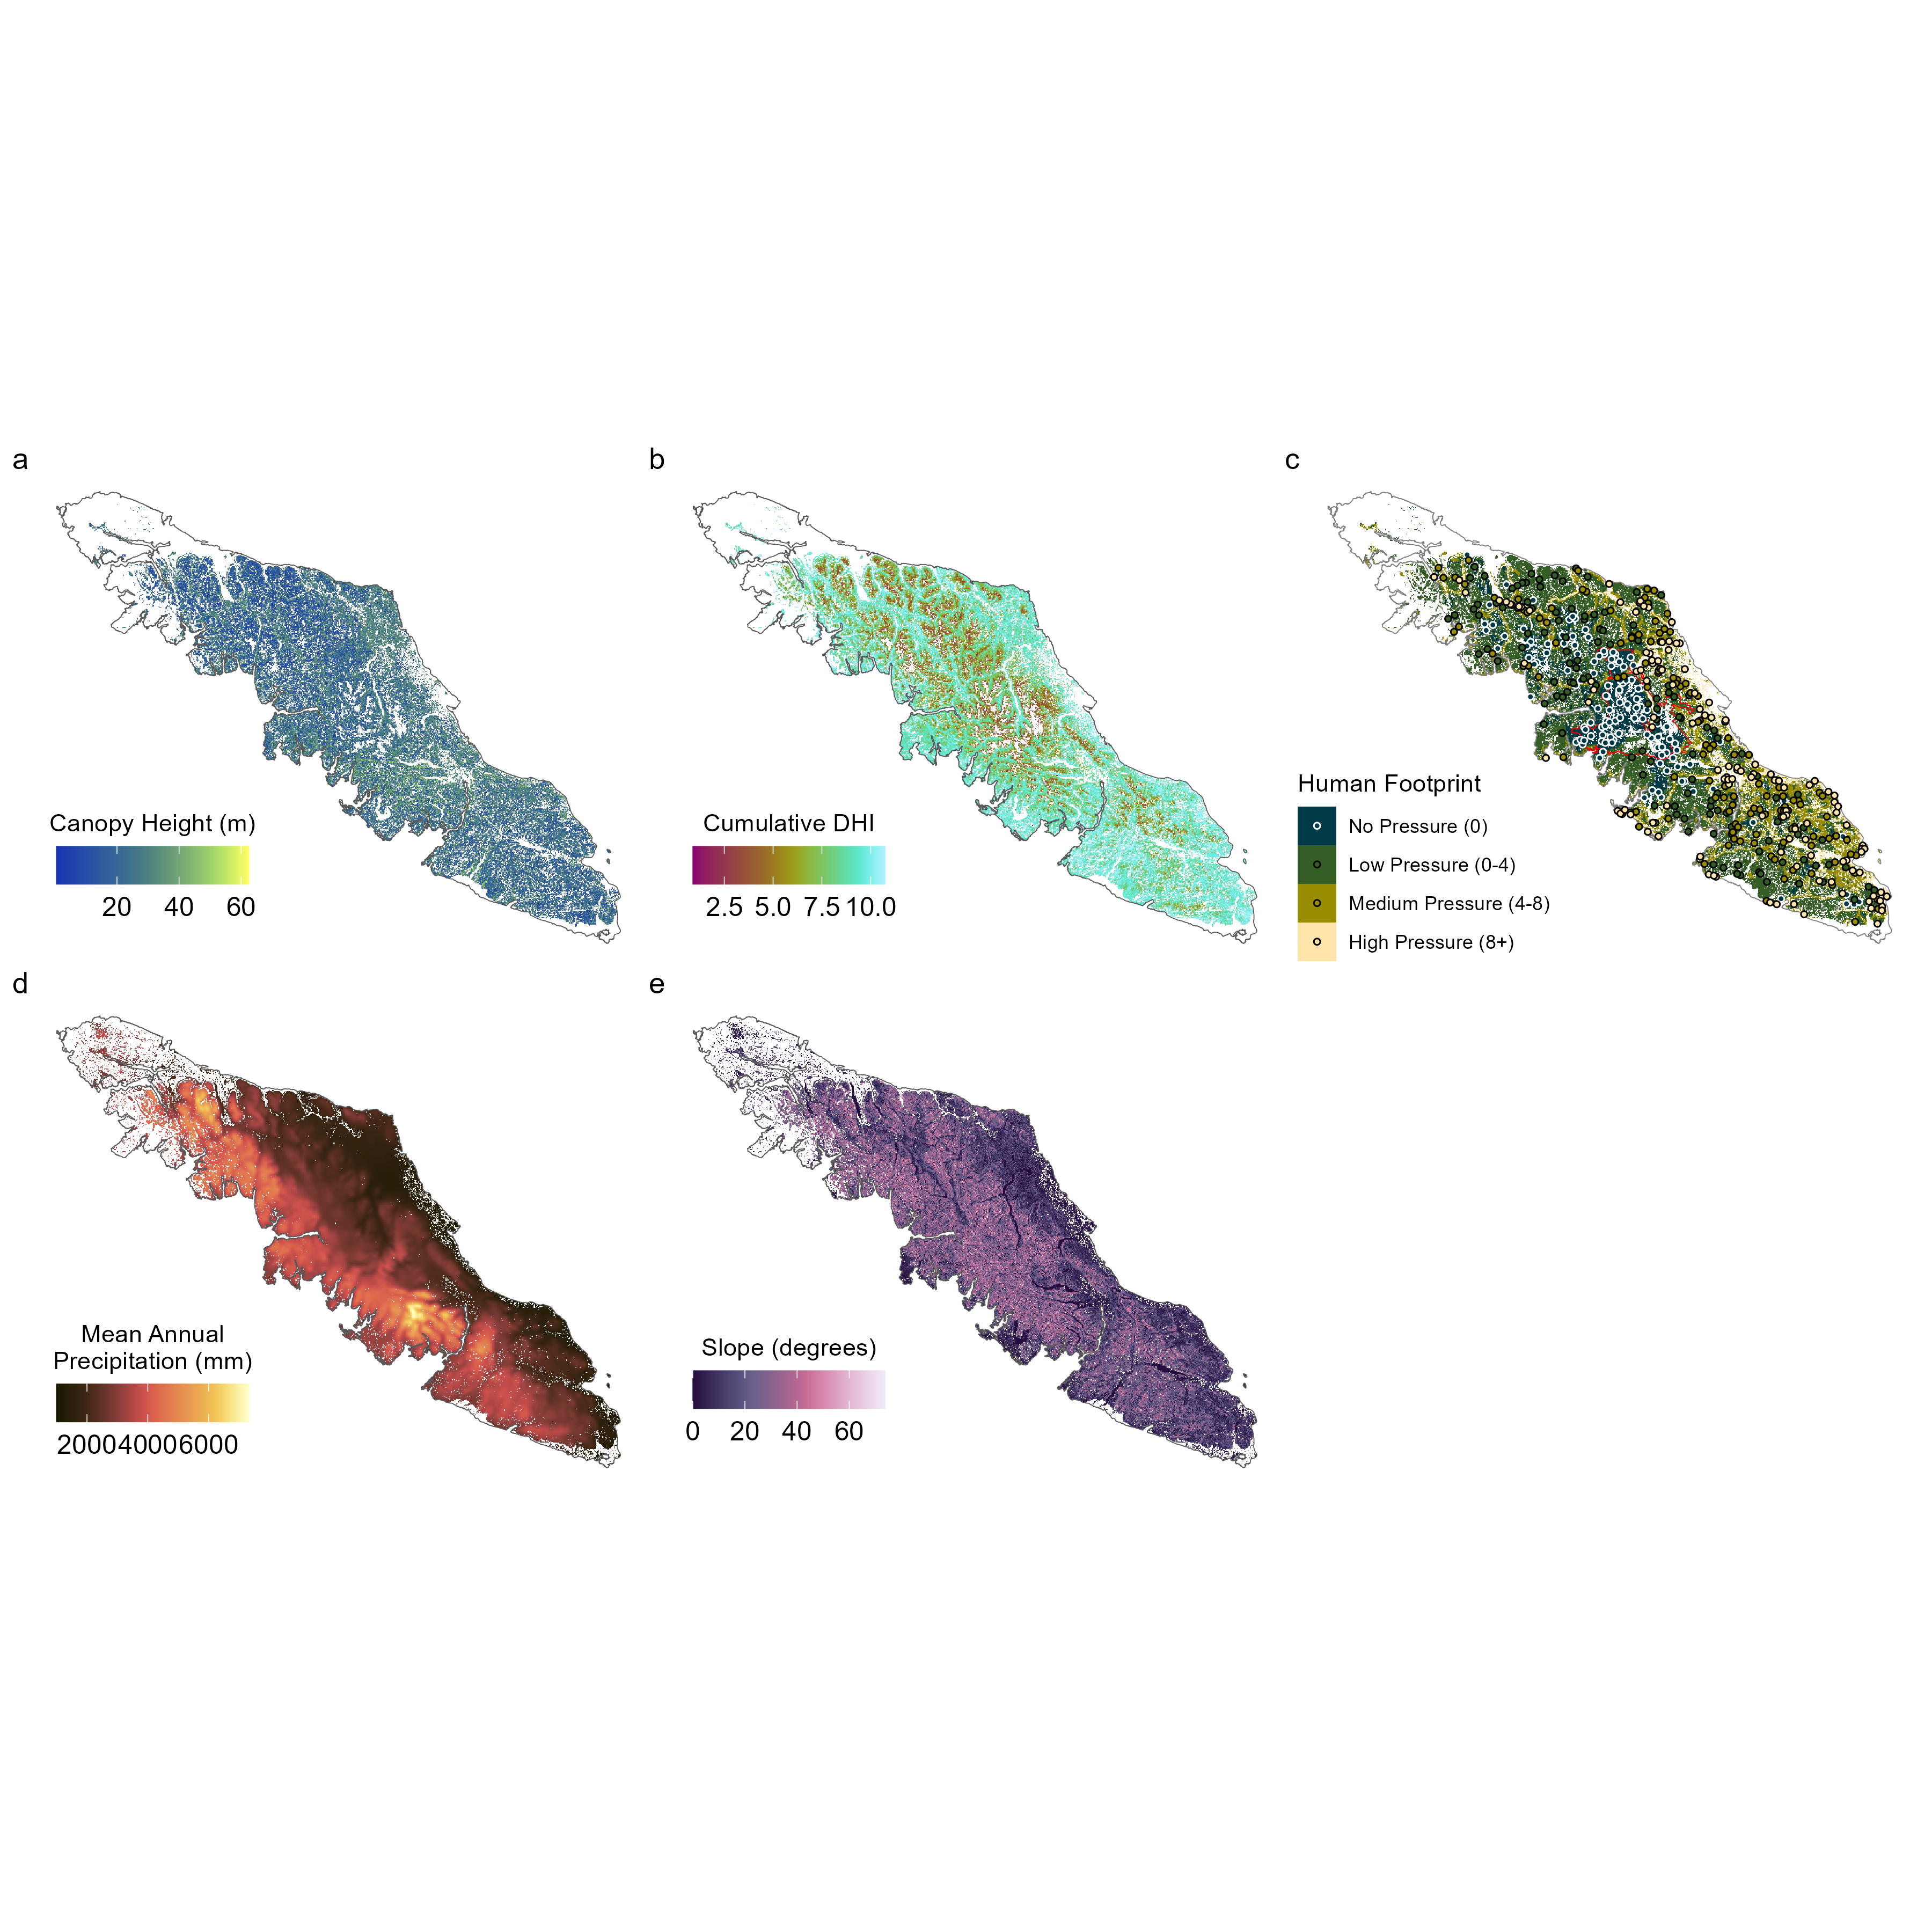 a
b
c
Canopy Height (m)
20 40 60
Cumulative DHI
2.5 5.0 7.5 10.0
Human Footprint
No Pressure (0)
Low Pressure (0-4)
Medium Pressure (4-8)
High Pressure (8+)
d
e
Mean Annual
Precipitation (mm)
200040006000
Slope (degrees)
0 20 40 60